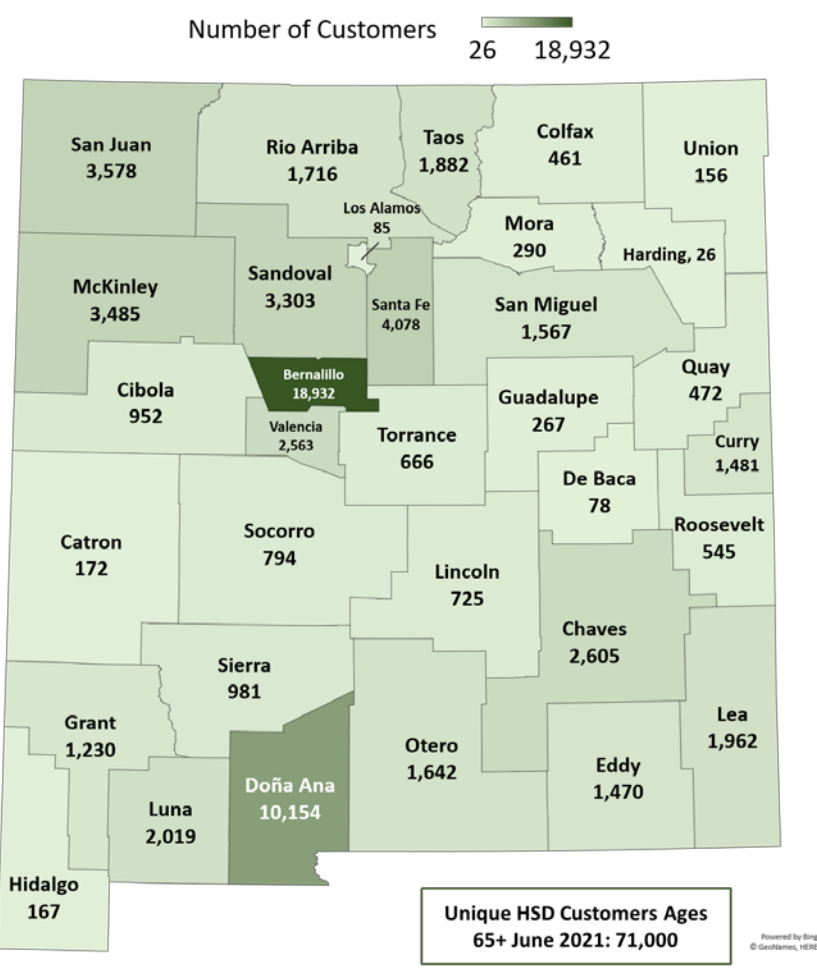 Number of Customers
26 18,932
San Juan
3,578
Rio Arriba
1,716
Taos
1,882
Colfax
461
Union
156
Los Alamos
85
Mora
290
Harding, 26
McKinley
3,485
Sandoval
3,303
Santa Fe
4,078
San Miguel
1,567
Quay
472
Cibola
952
Bernalillo
18,932
Valencia
2,563
Torrance
666
Guadalupe
267
Curry
1,481
De Baca
78
Roosevelt
545
Catron
172
Socorro
794
Lincoln
725
Chaves
2,605
Sierra
981
Grant
1,230
Lea
1,962
Otero
1,642
Eddy
1,470
Doña Ana
10,154
Luna
2,019
Hidalgo
167
Unique HSD Customers Ages
65+ June 2021: 71,000
Powered by Bing
© GeoNames, HERE